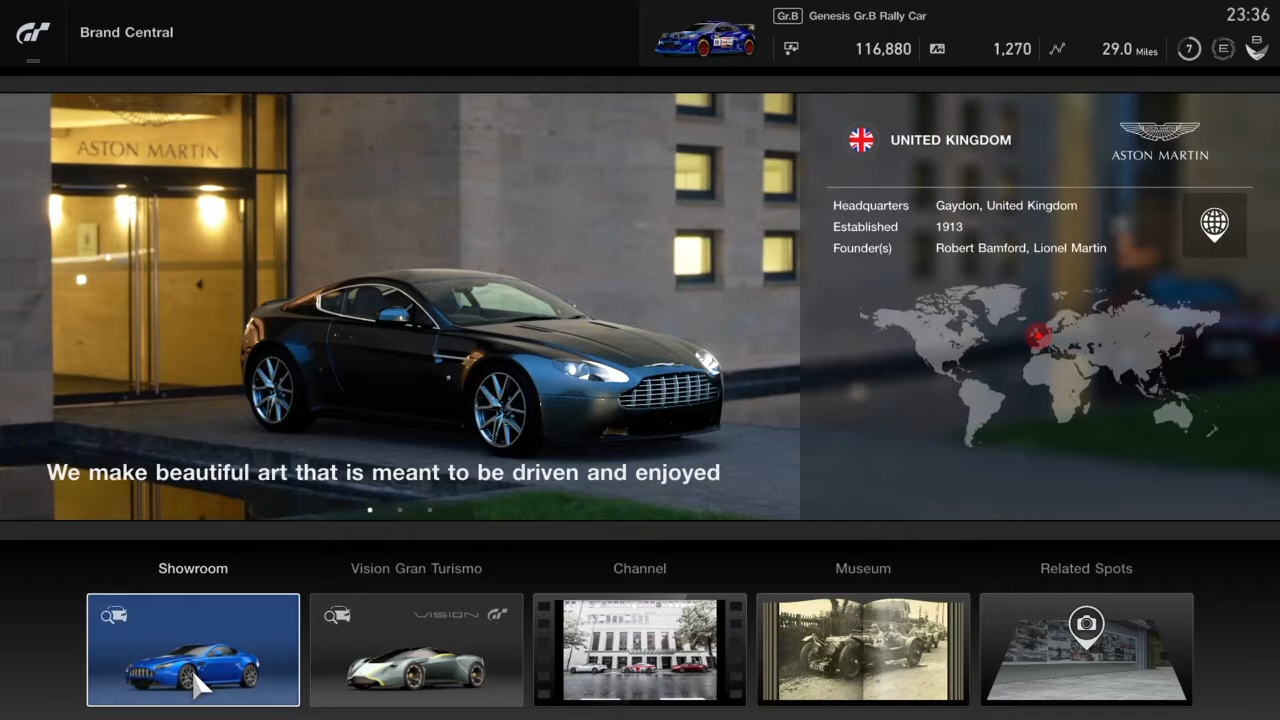 Brand Central
Gr.B Genesis Gr.B Rally Car
23:36
116,880
1,270
29.0 Miles
7
E
B
ASTON MARTIN
UNITED KINGDOM
ASTON MARTIN
Headquarters Gaydon, United Kingdom
Established 1913
Founder(s) Robert Bamford, Lionel Martin
We make beautiful art that is meant to be driven and enjoyed
Showroom
Vision Gran Turismo
Channel
Museum
Related Spots
VISION GT